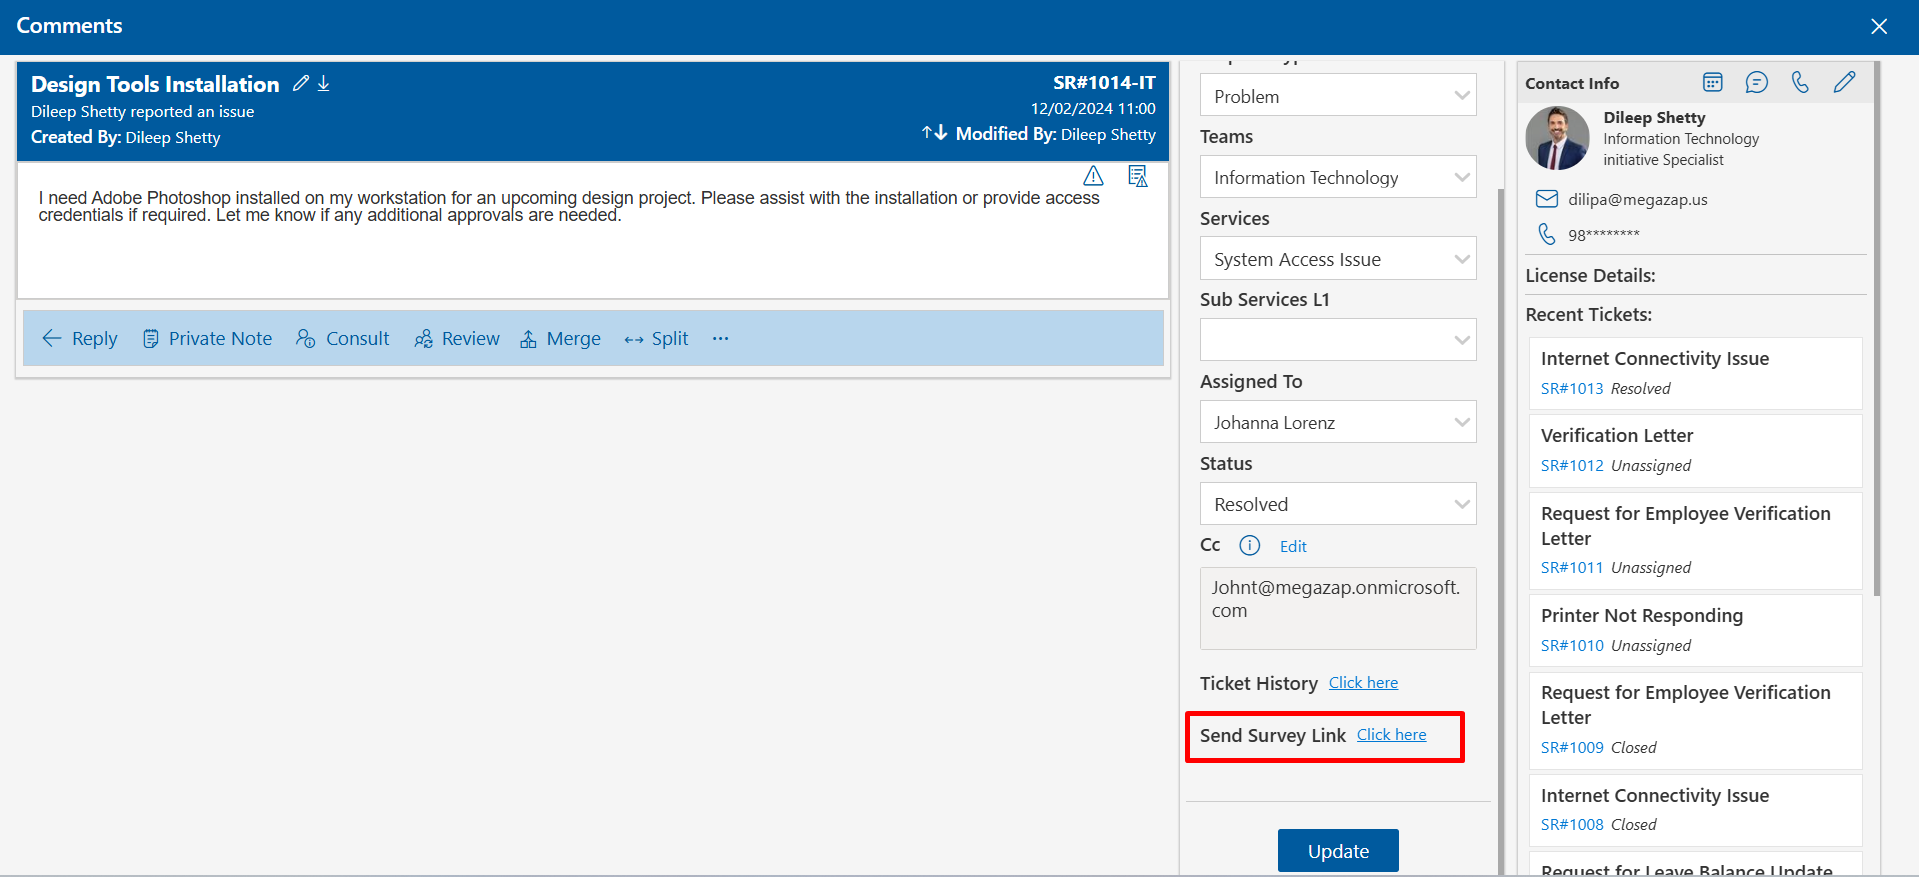 Comments
Design Tools Installation
SR#1014-IT
Dileep Shetty reported an issue
12/02/2024 11:00
Created By: Dileep Shetty
Modified By: Dileep Shetty
I need Adobe Photoshop installed on my workstation for an upcoming design project. Please assist with the installation or provide access
credentials if required. Let me know if any additional approvals are needed.
Reply
Private Note
Consult
Review
Merge
Split
...
Problem
Teams
Information Technology
Services
System Access Issue
Sub Services L1
Assigned To
Johanna Lorenz
Status
Resolved
Cc Edit
Johnt@megazap.onmicrosoft.
com
Ticket History Click here
Send Survey Link Click here
Update
Contact Info
Dileep Shetty
Information Technology
initiative Specialist
dilipa@megazap.us
98********
License Details:
Recent Tickets:
Internet Connectivity Issue
SR#1013 Resolved
Verification Letter
SR#1012 Unassigned
Request for Employee Verification
Letter
SR#1011 Unassigned
Printer Not Responding
SR#1010 Unassigned
Request for Employee Verification
Letter
SR#1009 Closed
Internet Connectivity Issue
SR#1008 Closed
Request for Leave Balance Update